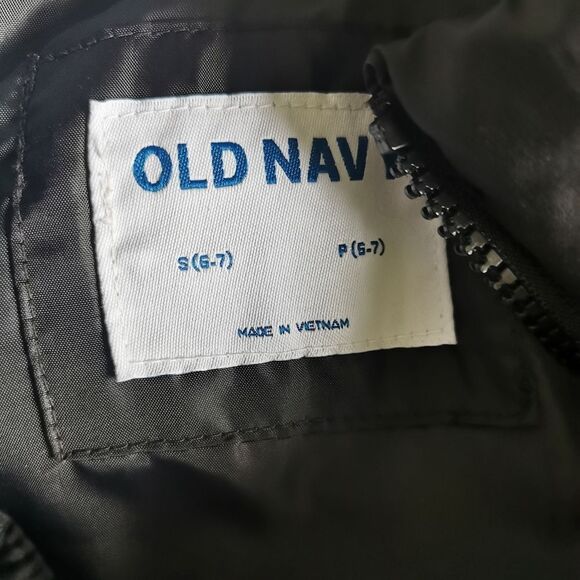 OLD NAV
S (6-7) P (6-7)
MADE IN VIETNAM